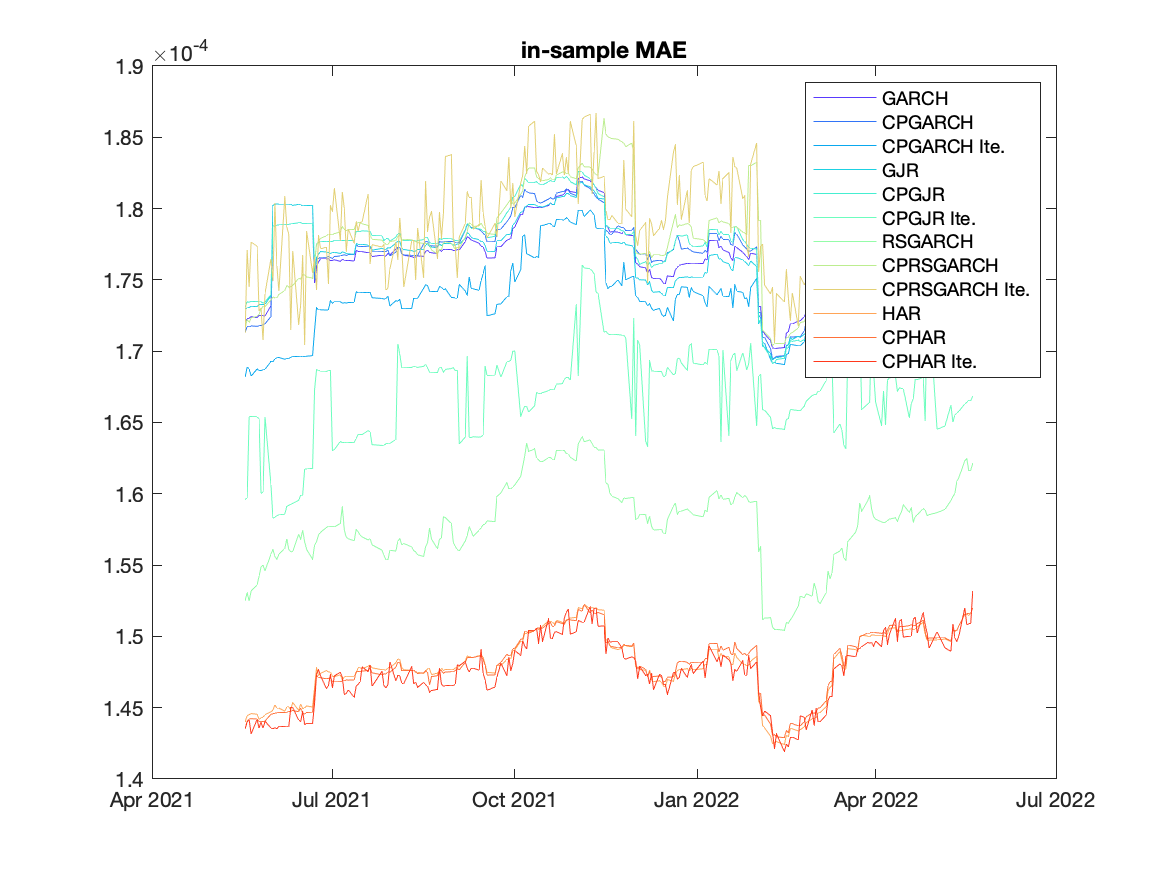 in-sample MAE
×10-4
1.9
1.85
1.8
1.75
1.7
1.65
1.6
1.55
1.5
1.45
1.4
Apr 2021 Jul 2021 Oct 2021 Jan 2022 Apr 2022 Jul 2022
GARCH
CPGARCH
CPGARCH Ite.
GJR
CPGJR
CPGJR Ite.
RSGARCH
CPRSGARCH
CPRSGARCH Ite.
HAR
CPHAR
CPHAR Ite.